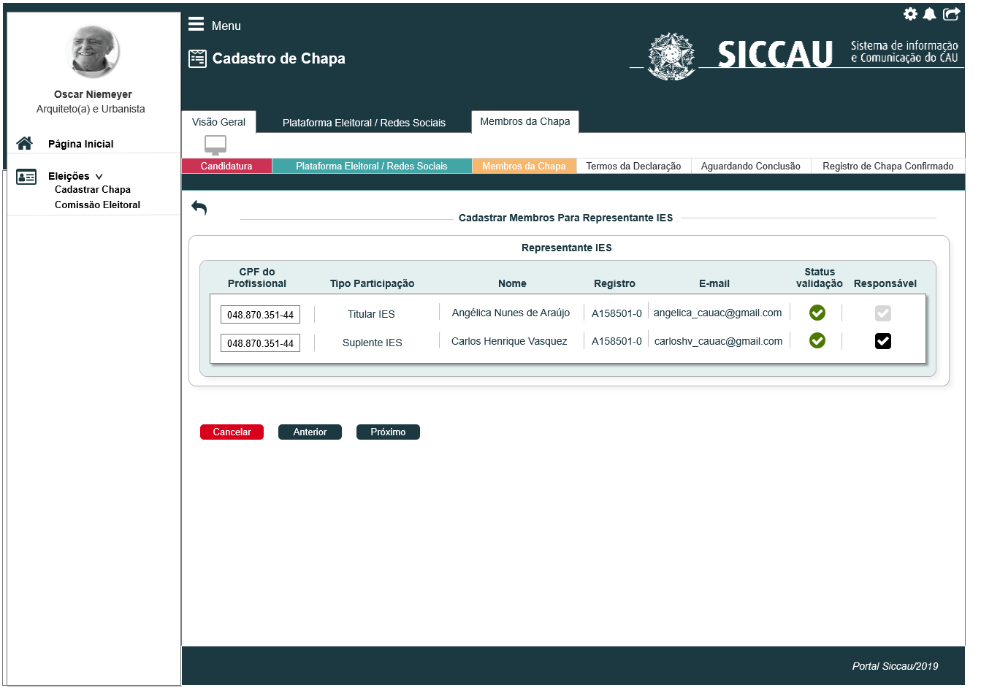 Menu
Cadastro de Chapa
SICCAU
Sistema de informação
e Comunicação do CAU
Oscar Niemeyer
Arquiteto(a) e Urbanista
Página Inicial
Eleições
Cadastrar Chapa
Comissão Eleitoral
Visão Geral Plataforma Eleitoral / Redes Sociais Membros da Chapa
Candidatura Plataforma Eleitoral / Redes Sociais Membros da Chapa Termos da Declaração Aguardando Conclusão Registro de Chapa Confirmado
Cadastrar Membros Para Representante IES
Representante IES
CPF do Profissional Tipo Participação Nome Registro E-mail Status validação Responsável
048.870.351-44 Titular IES Angélica Nunes de Araújo A158501-0 angelica_cauac@gmail.com
048.870.351-44 Suplente IES Carlos Henrique Vasquez A158501-0 carloshv_cauac@gmail.com
Cancelar Anterior Próximo
Portal Siccau/2019